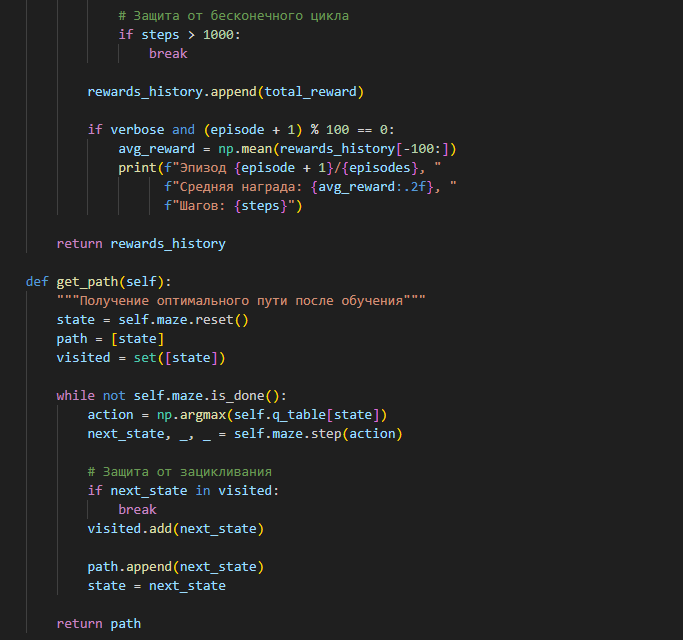 # Защита от бесконечного цикла
if steps > 1000:
break
rewards_history.append(total_reward)
if verbose and (episode + 1) % 100 == 0:
avg_reward = np.mean(rewards_history[-100:])
print(f"Эпизод {episode + 1}/{episodes}, "
f"Средняя награда: {avg_reward:.2f}, "
f"Шагов: {steps}")
return rewards_history
def get_path(self):
"""Получение оптимального пути после обучения"""
state = self.maze.reset()
path = [state]
visited = set([state])
while not self.maze.is_done():
action = np.argmax(self.q_table[state])
next_state, _, _ = self.maze.step(action)
# Защита от зацикливания
if next_state in visited:
break
visited.add(next_state)
path.append(next_state)
state = next_state
return path